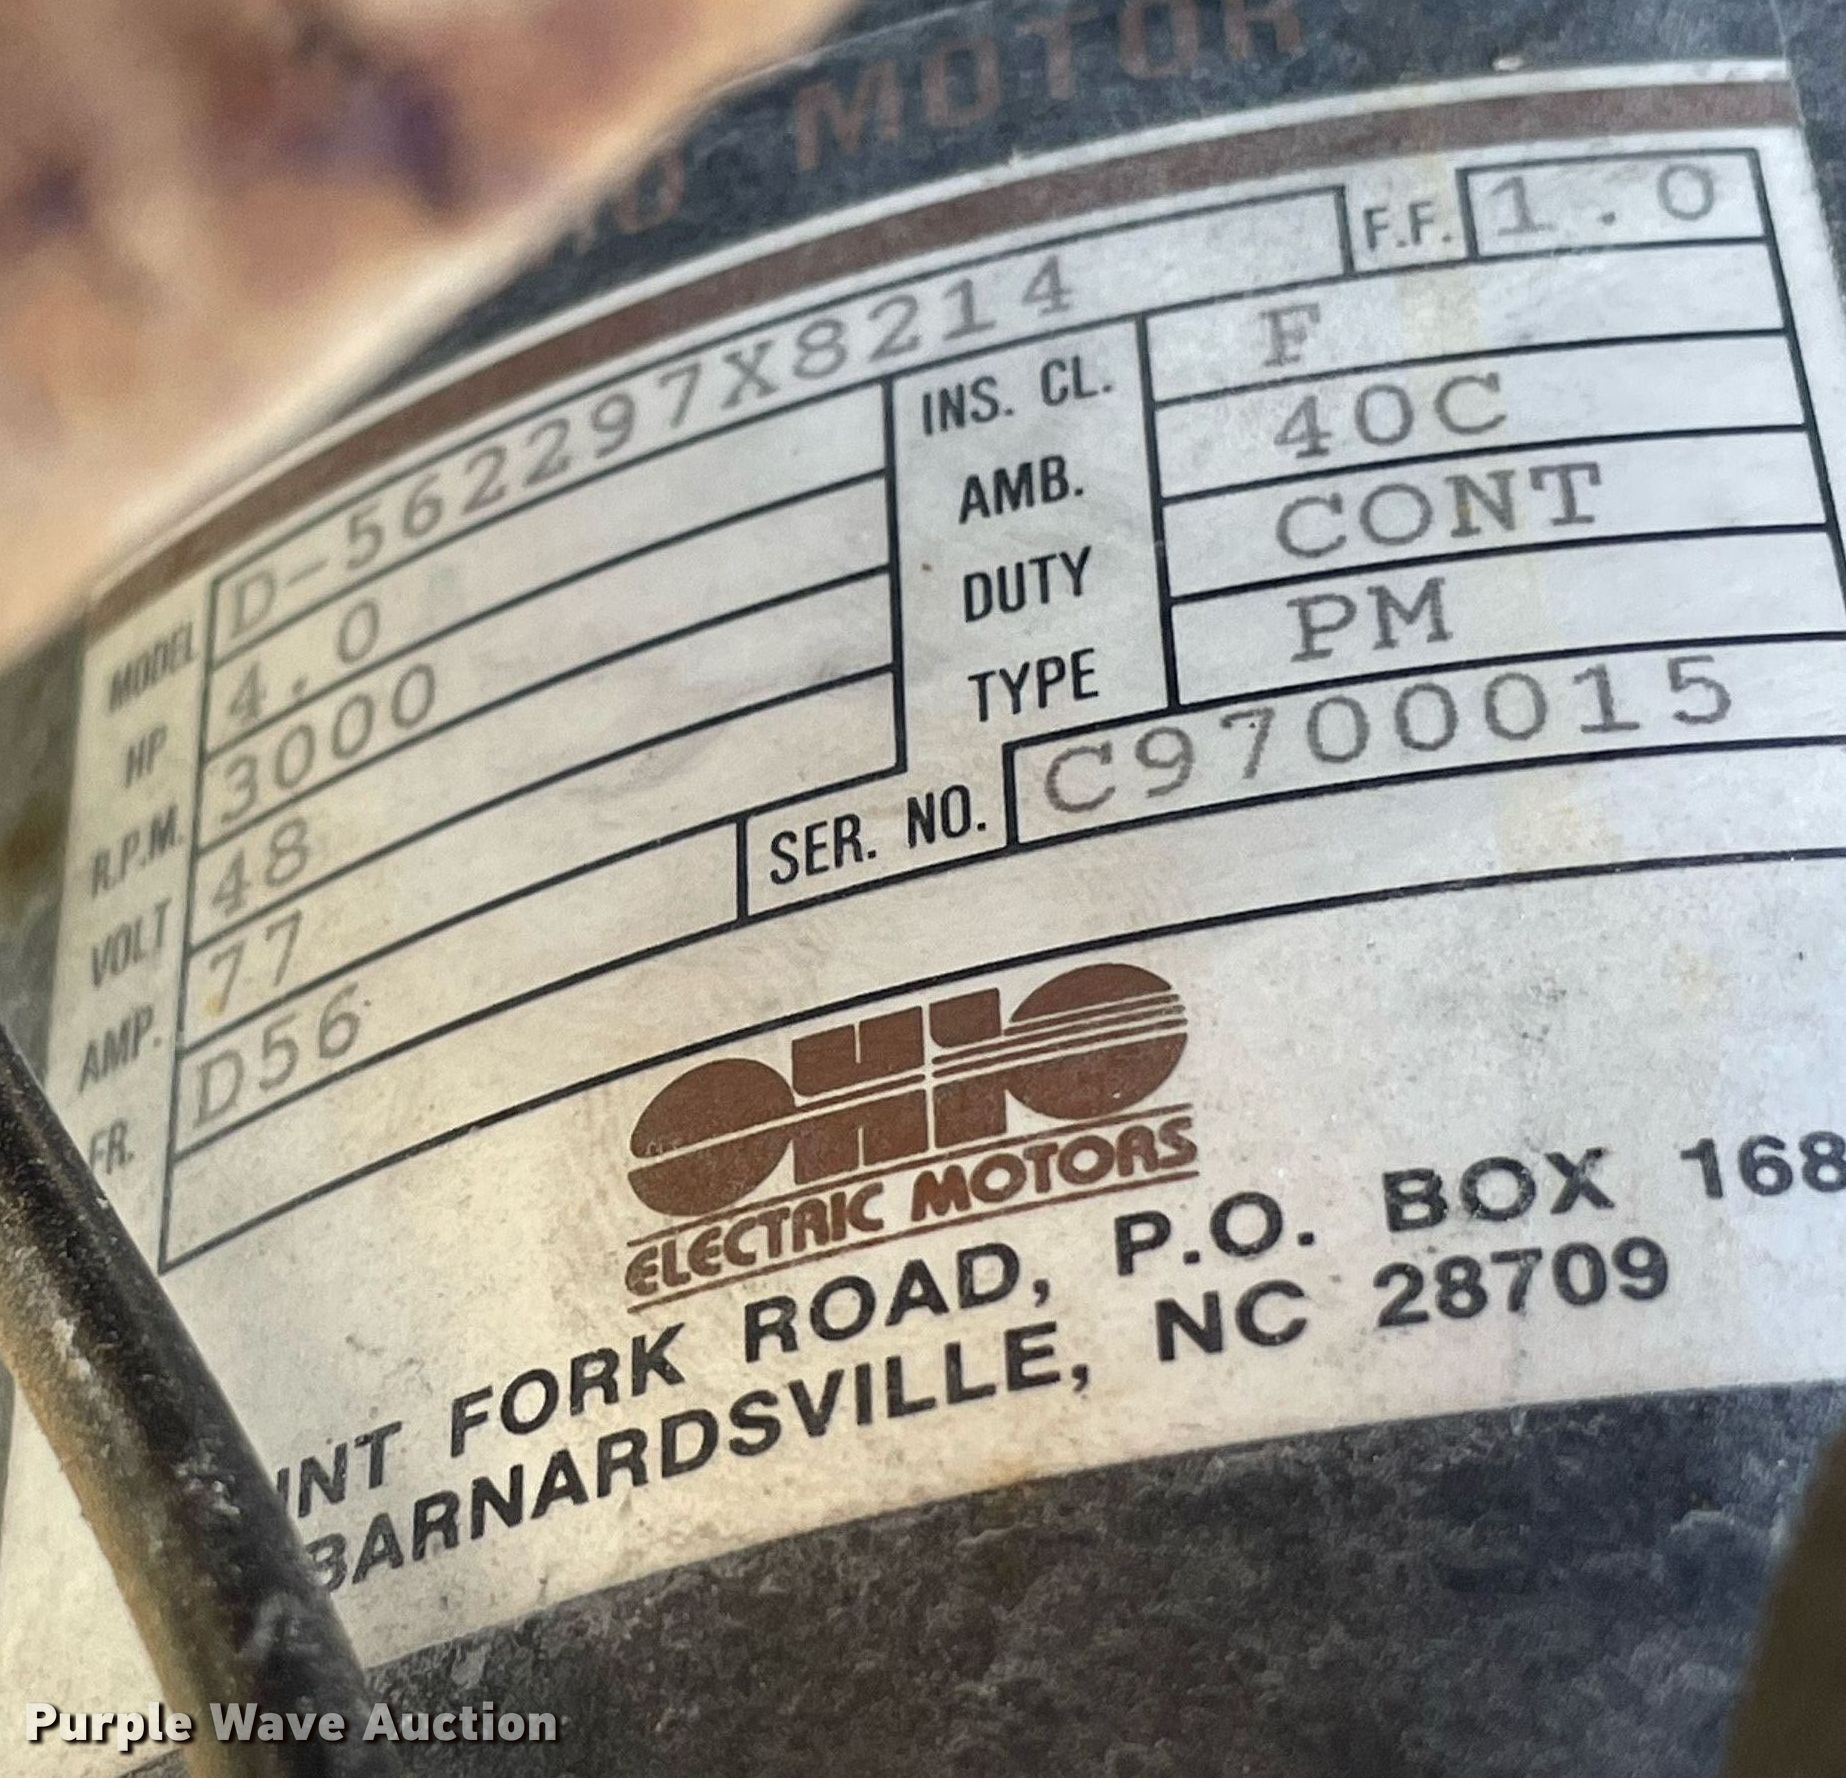 MOTOR
MODEL D-562297X8214 F.F. 1.0
HP 4.0 INS. CL. F
R.P.M. 3000 AMB. 40C
VOLT 48 DUTY CONT
AMP. 77 TYPE PM
FR. D56 SER. NO. C9700015
OHIO
ELECTRIC MOTORS
FORK ROAD, P.O. BOX 168
BARNARDSVILLE, NC 28709
Purple Wave Auction